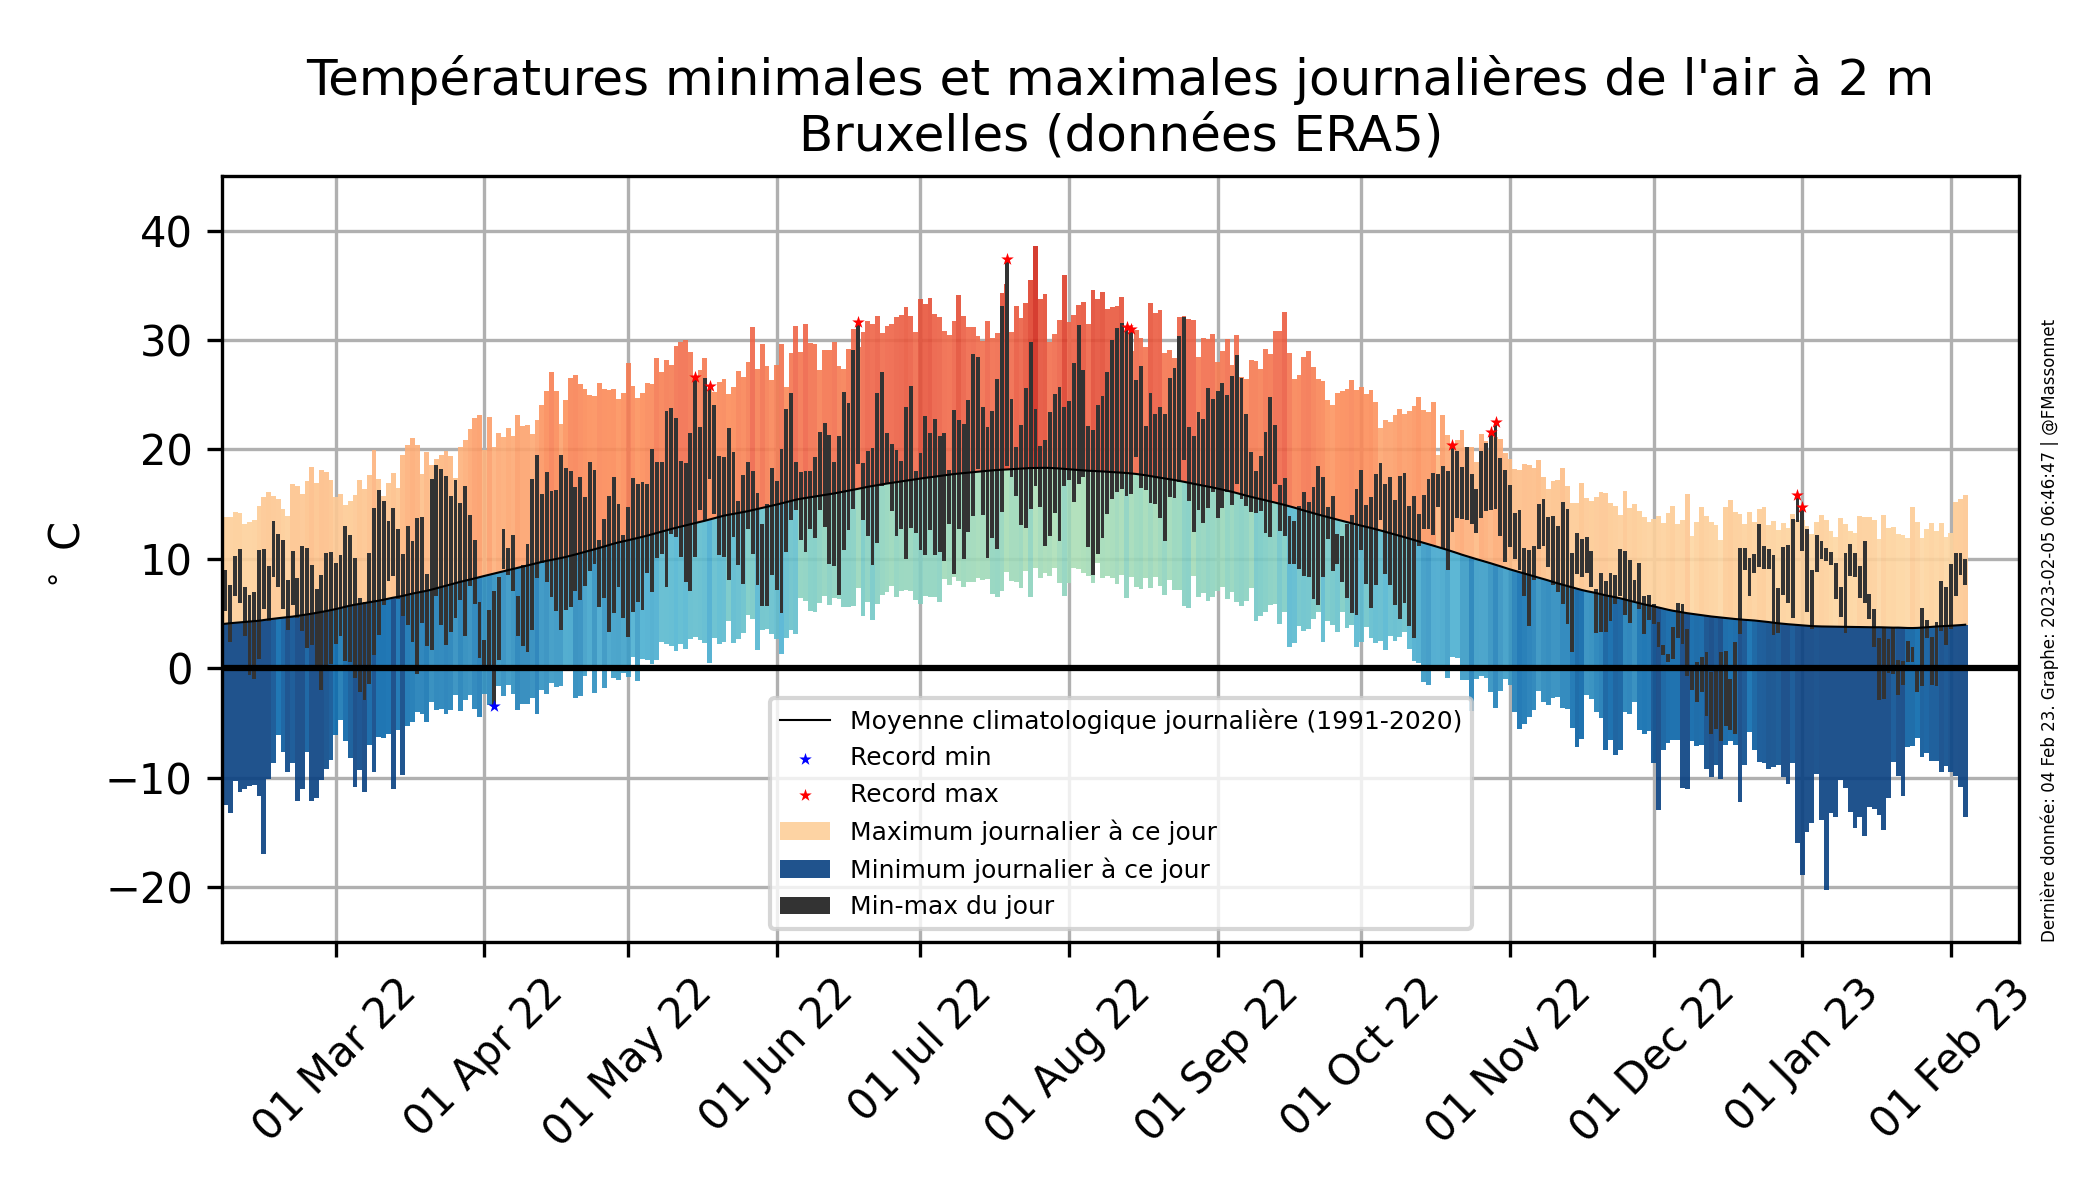 Températures minimales et maximales journalières de l'air à 2 m
Bruxelles (données ERA5)
40
30
20
10
0
−10
−20
° C
Moyenne climatologique journalière (1991-2020)
Record min
Record max
Maximum journalier à ce jour
Minimum journalier à ce jour
Min-max du jour
01 Mar 22
01 Apr 22
01 May 22
01 Jun 22
01 Jul 22
01 Aug 22
01 Sep 22
01 Oct 22
01 Nov 22
01 Dec 22
01 Jan 23
01 Feb 23
Dernière donnée: 04 Feb 23. Graphe: 2023-02-05 06:46:47 | @FMassonnet